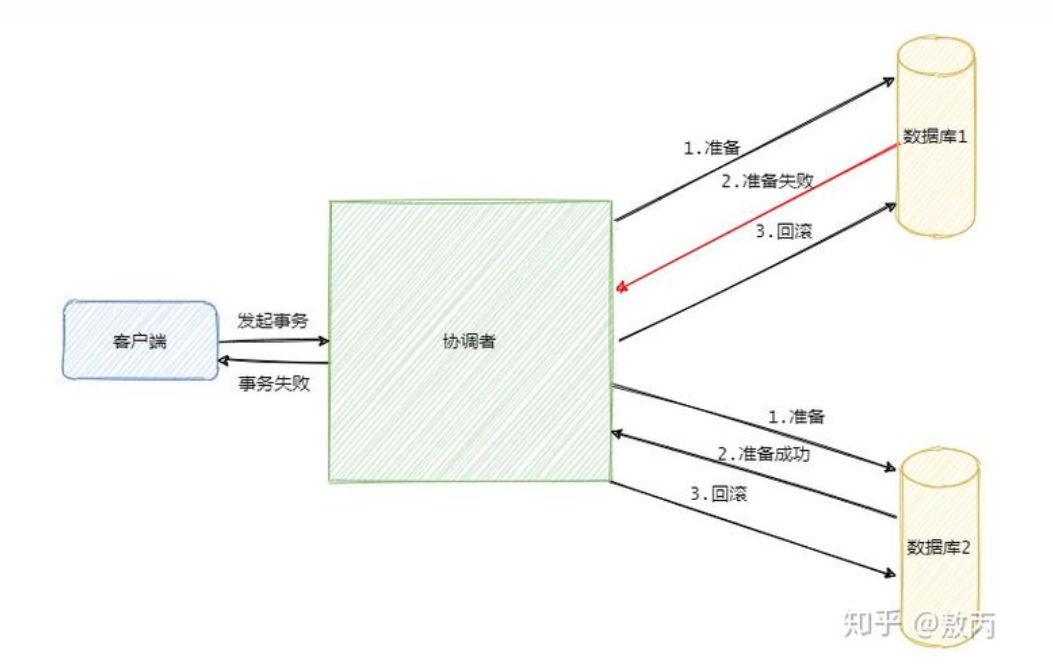 数据库1
1.准备
2.准备失败
3.回滚
发起事务
客户端
协调者
事务失败
1.准备
2.准备成功
3.回滚
数据库2
知乎 @敖丙